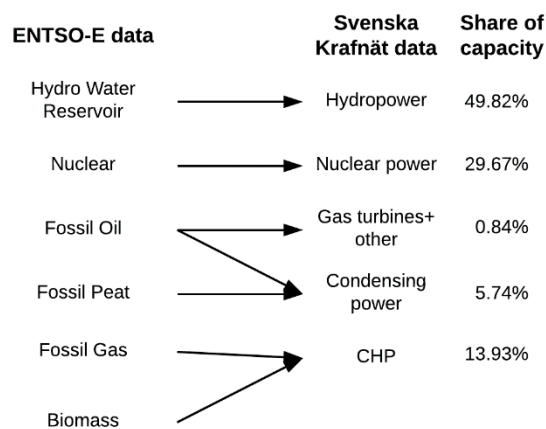 ENTSO-E data
Svenska
Krafnät data
Share of
capacity
Hydro Water
Reservoir
Hydropower
49.82%
Nuclear
Nuclear power
29.67%
Fossil Oil
Gas turbines+
other
0.84%
Fossil Peat
Condensing
power
5.74%
Fossil Gas
CHP
13.93%
Biomass